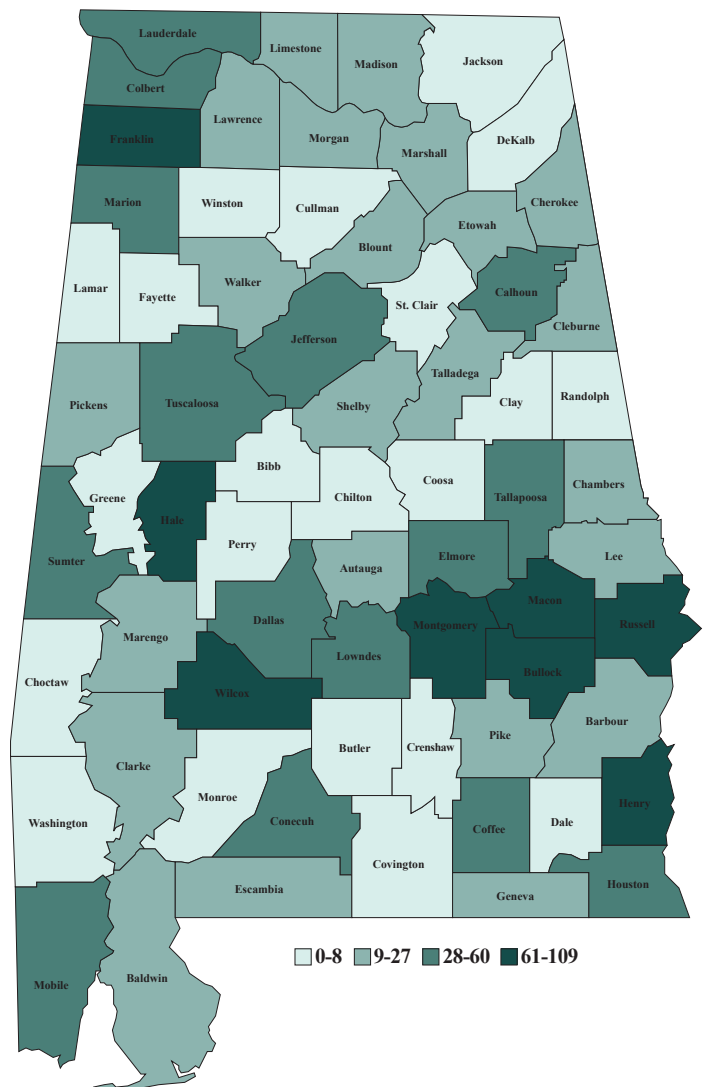 Lauderdale
Limestone
Madison
Jackson
Colbert
Lawrence
Franklin
Morgan
DeKalb
Marshall
Marion
Winston
Cullman
Cherokee
Etowah
Blount
Walker
Lamar
Fayette
Calhoun
St. Clair
Cleburne
Jefferson
Talladega
Randolph
Clay
Pickens
Tuscaloosa
Shelby
Bibb
Coosa
Chambers
Greene
Chilton
Tallapoosa
Hale
Perry
Lee
Elmore
Sumter
Autauga
Macon
Dallas
Montgomery
Russell
Marengo
Lowndes
Bullock
Choctaw
Wilcox
Barbour
Pike
Butler
Crenshaw
Clarke
Monroe
Henry
Washington
Conecuh
Coffee
Dale
Covington
Houston
Escambia
Geneva
0-8 9-27 28-60 61-109
Baldwin
Mobile